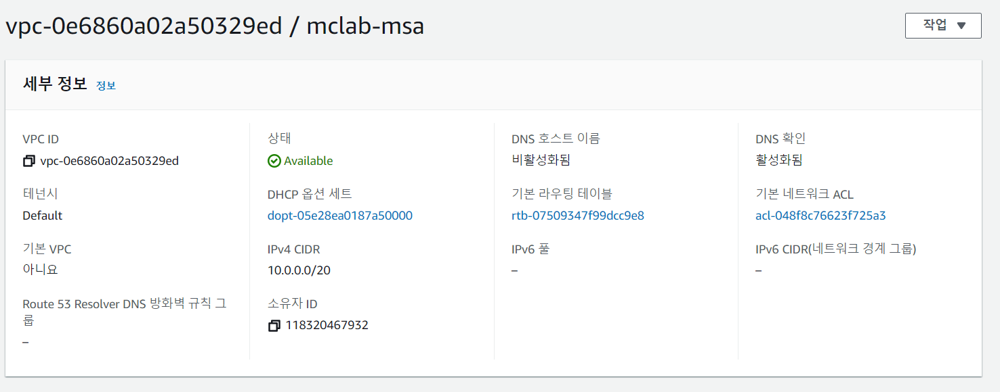 vpc-0e6860a02a50329ed / mclab-msa
작업
세부 정보 정보
VPC ID
vpc-0e6860a02a50329ed
상태
Available
DNS 호스트 이름
비활성화됨
DNS 확인
활성화됨
테넌시
Default
DHCP 옵션 세트
dopt-05e28ea0187a50000
기본 라우팅 테이블
rtb-07509347f99dcc9e8
기본 네트워크 ACL
acl-048f8c76623f725a3
기본 VPC
아니요
IPv4 CIDR
10.0.0.0/20
IPv6 풀
–
IPv6 CIDR(네트워크 경계 그룹)
–
Route 53 Resolver DNS 방화벽 규칙 그
룹
–
소유자 ID
118320467932